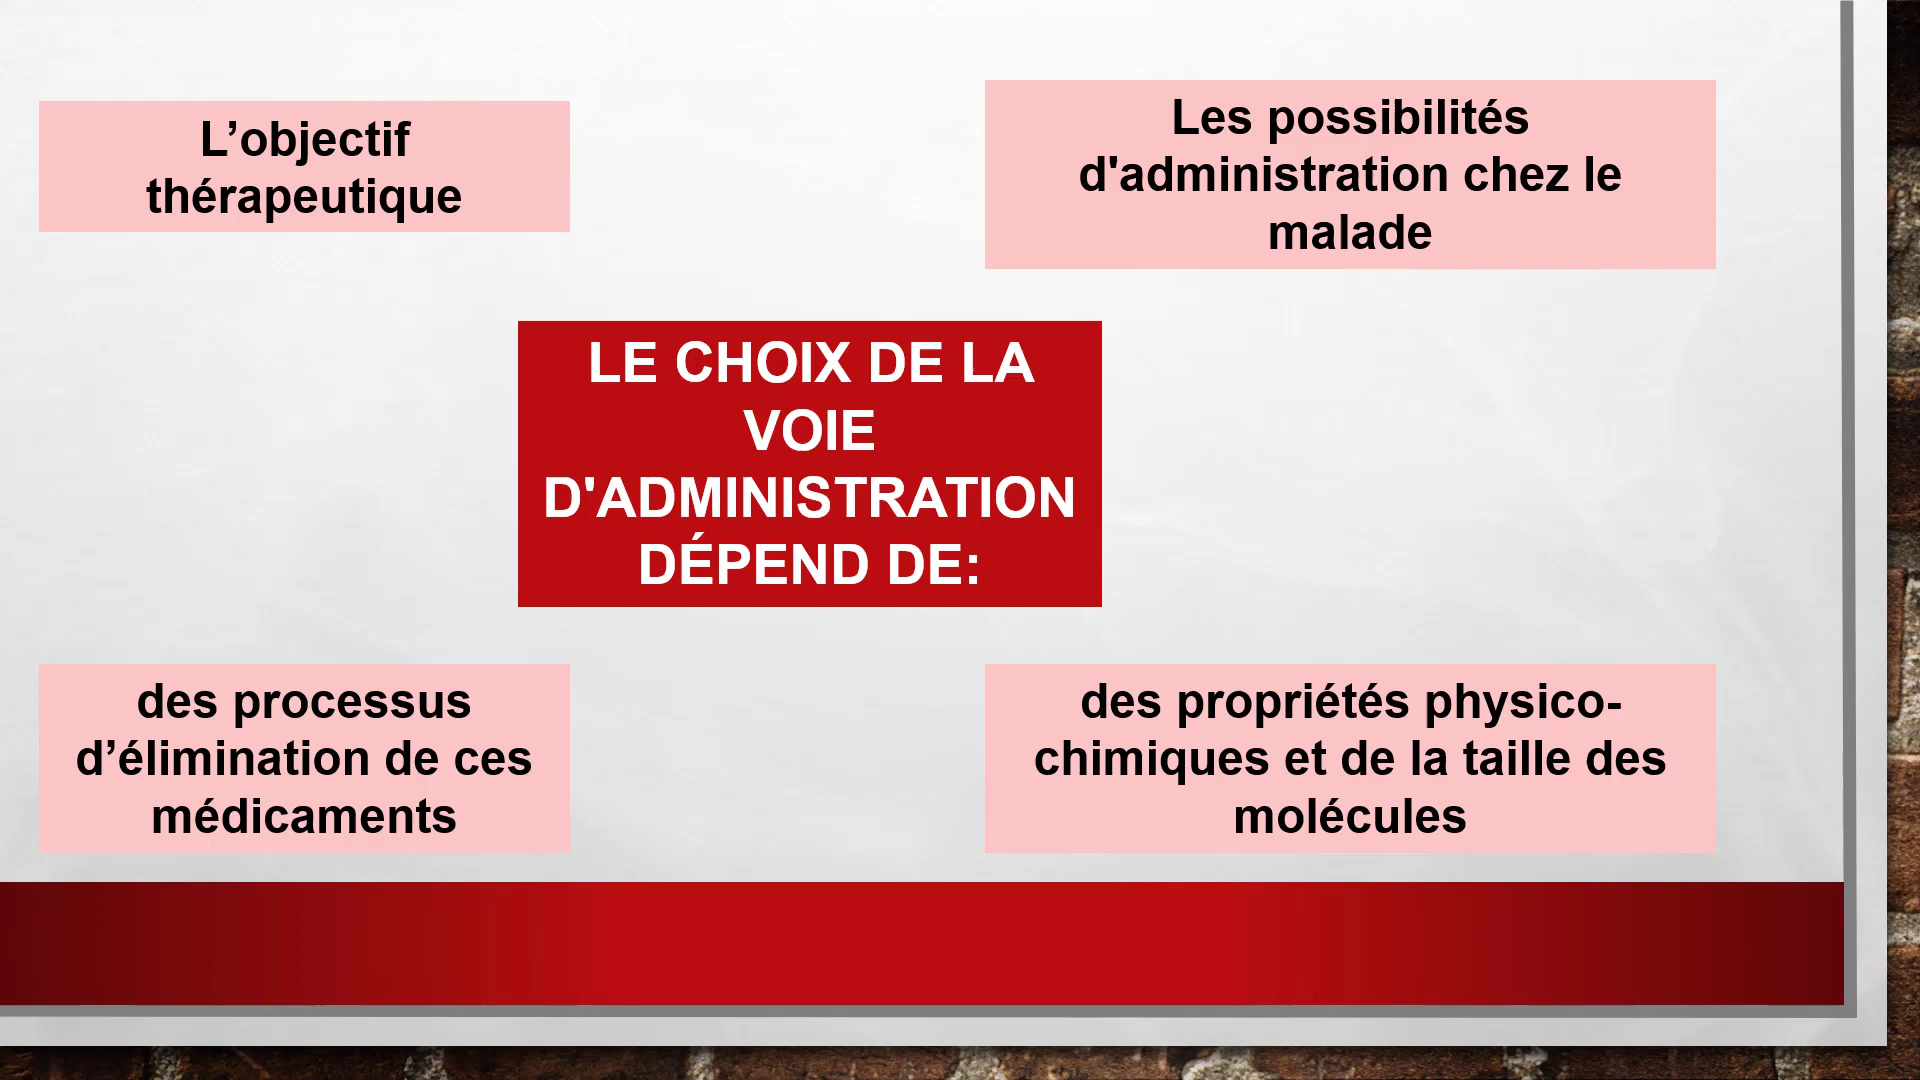 L’objectif
thérapeutique
Les possibilités
d'administration chez le
malade
LE CHOIX DE LA
VOIE
D'ADMINISTRATION
DÉPEND DE:
des processus
d’élimination de ces
médicaments
des propriétés physico-
chimiques et de la taille des
molécules